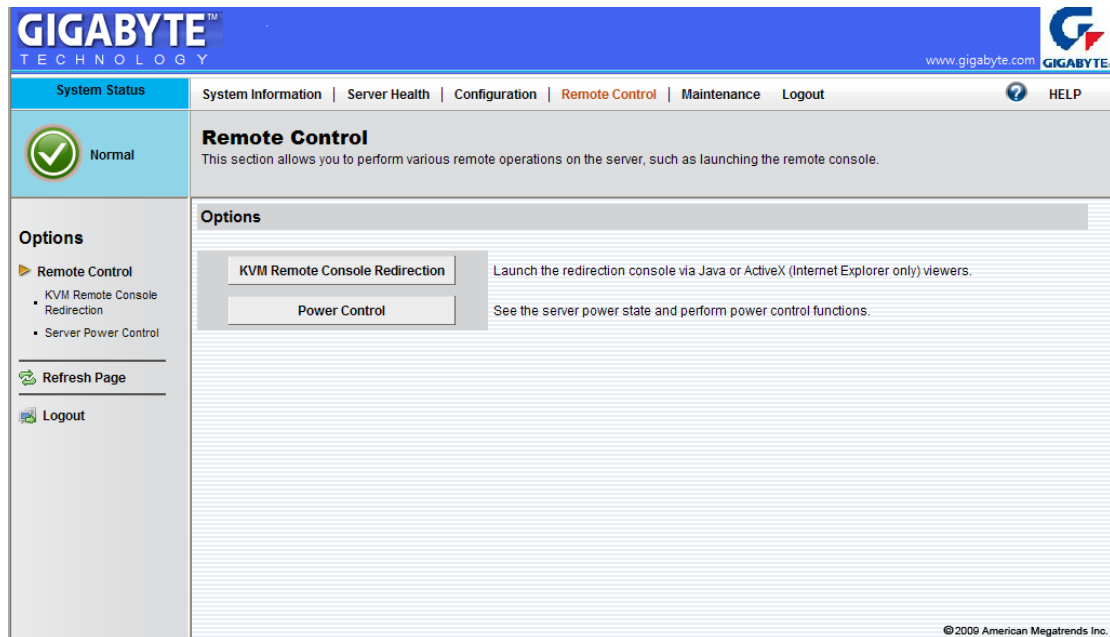 GIGABYTE™
TECHNOLOGY
www.gigabyte.com
GIGABYTE
System Status
System Information | Server Health | Configuration | Remote Control | Maintenance Logout
? HELP
Normal
Remote Control
This section allows you to perform various remote operations on the server, such as launching the remote console.
Options
Remote Control
KVM Remote Console
Redirection
Server Power Control
Refresh Page
Logout
Options
KVM Remote Console Redirection
Launch the redirection console via Java or ActiveX (Internet Explorer only) viewers.
Power Control
See the server power state and perform power control functions.
©2009 American Megatrends Inc.